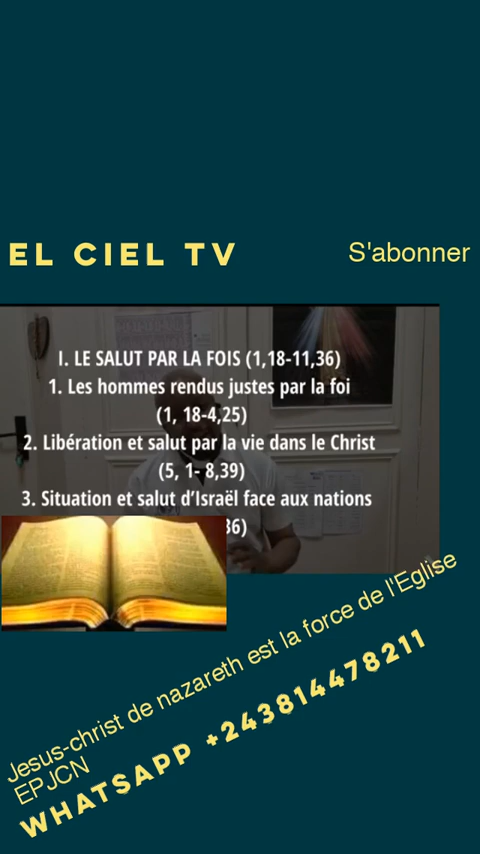 EL CIEL TV
S'abonner
I. LE SALUT PAR LA FOIS (1,18-11,36)
1. Les hommes rendus justes par la foi
(1, 18-4,25)
2. Libération et salut par la vie dans le Christ
(5, 1- 8,39)
3. Situation et salut d’Israël face aux nations
36)
Jesus-christ de nazareth est la force de l'Eglise
EPJCN
WHATSAPP +243814478211